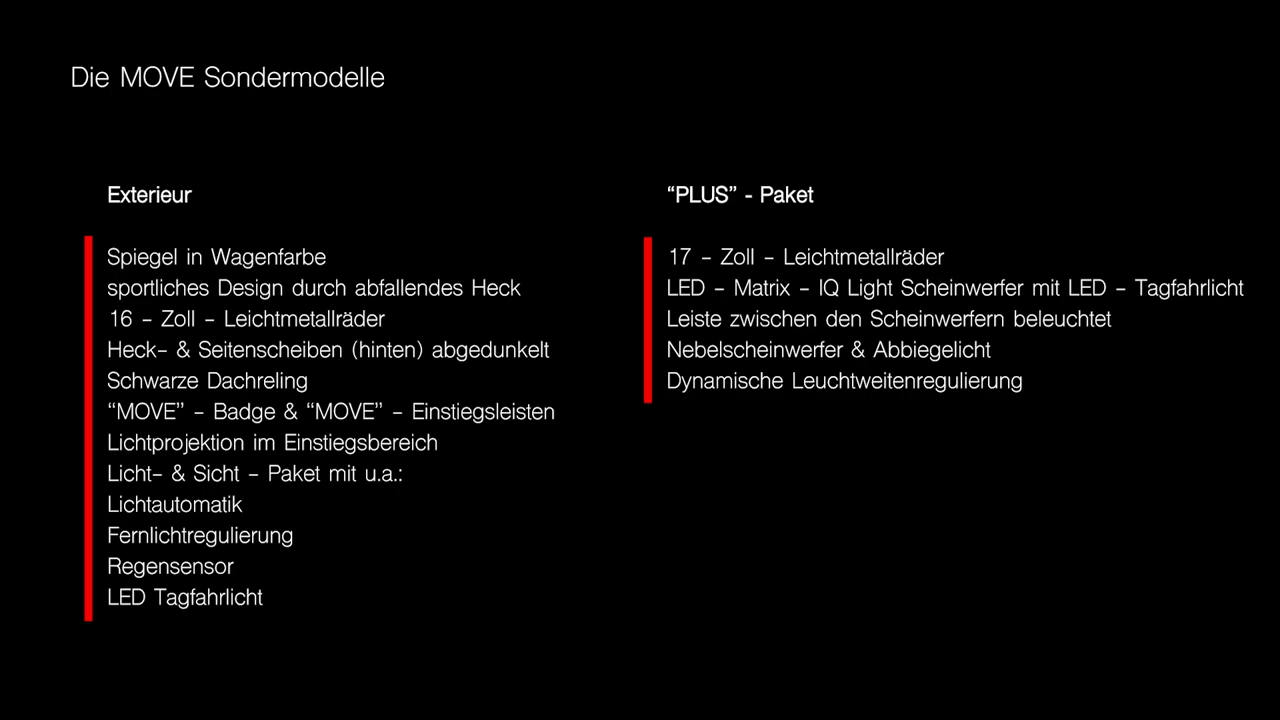 Die MOVE Sondermodelle
Exterieur
Spiegel in Wagenfarbe
sportliches Design durch abfallendes Heck
16 - Zoll - Leichtmetallräder
Heck- & Seitenscheiben (hinten) abgedunkelt
Schwarze Dachreling
“MOVE” - Badge & “MOVE” - Einstiegsleisten
Lichtprojektion im Einstiegsbereich
Licht- & Sicht - Paket mit u.a.:
Lichtautomatik
Fernlichtregulierung
Regensensor
LED Tagfahrlicht
“PLUS” - Paket
17 - Zoll - Leichtmetallräder
LED - Matrix - IQ Light Scheinwerfer mit LED - Tagfahrlicht
Leiste zwischen den Scheinwerfern beleuchtet
Nebelscheinwerfer & Abbiegelicht
Dynamische Leuchtweitenregulierung